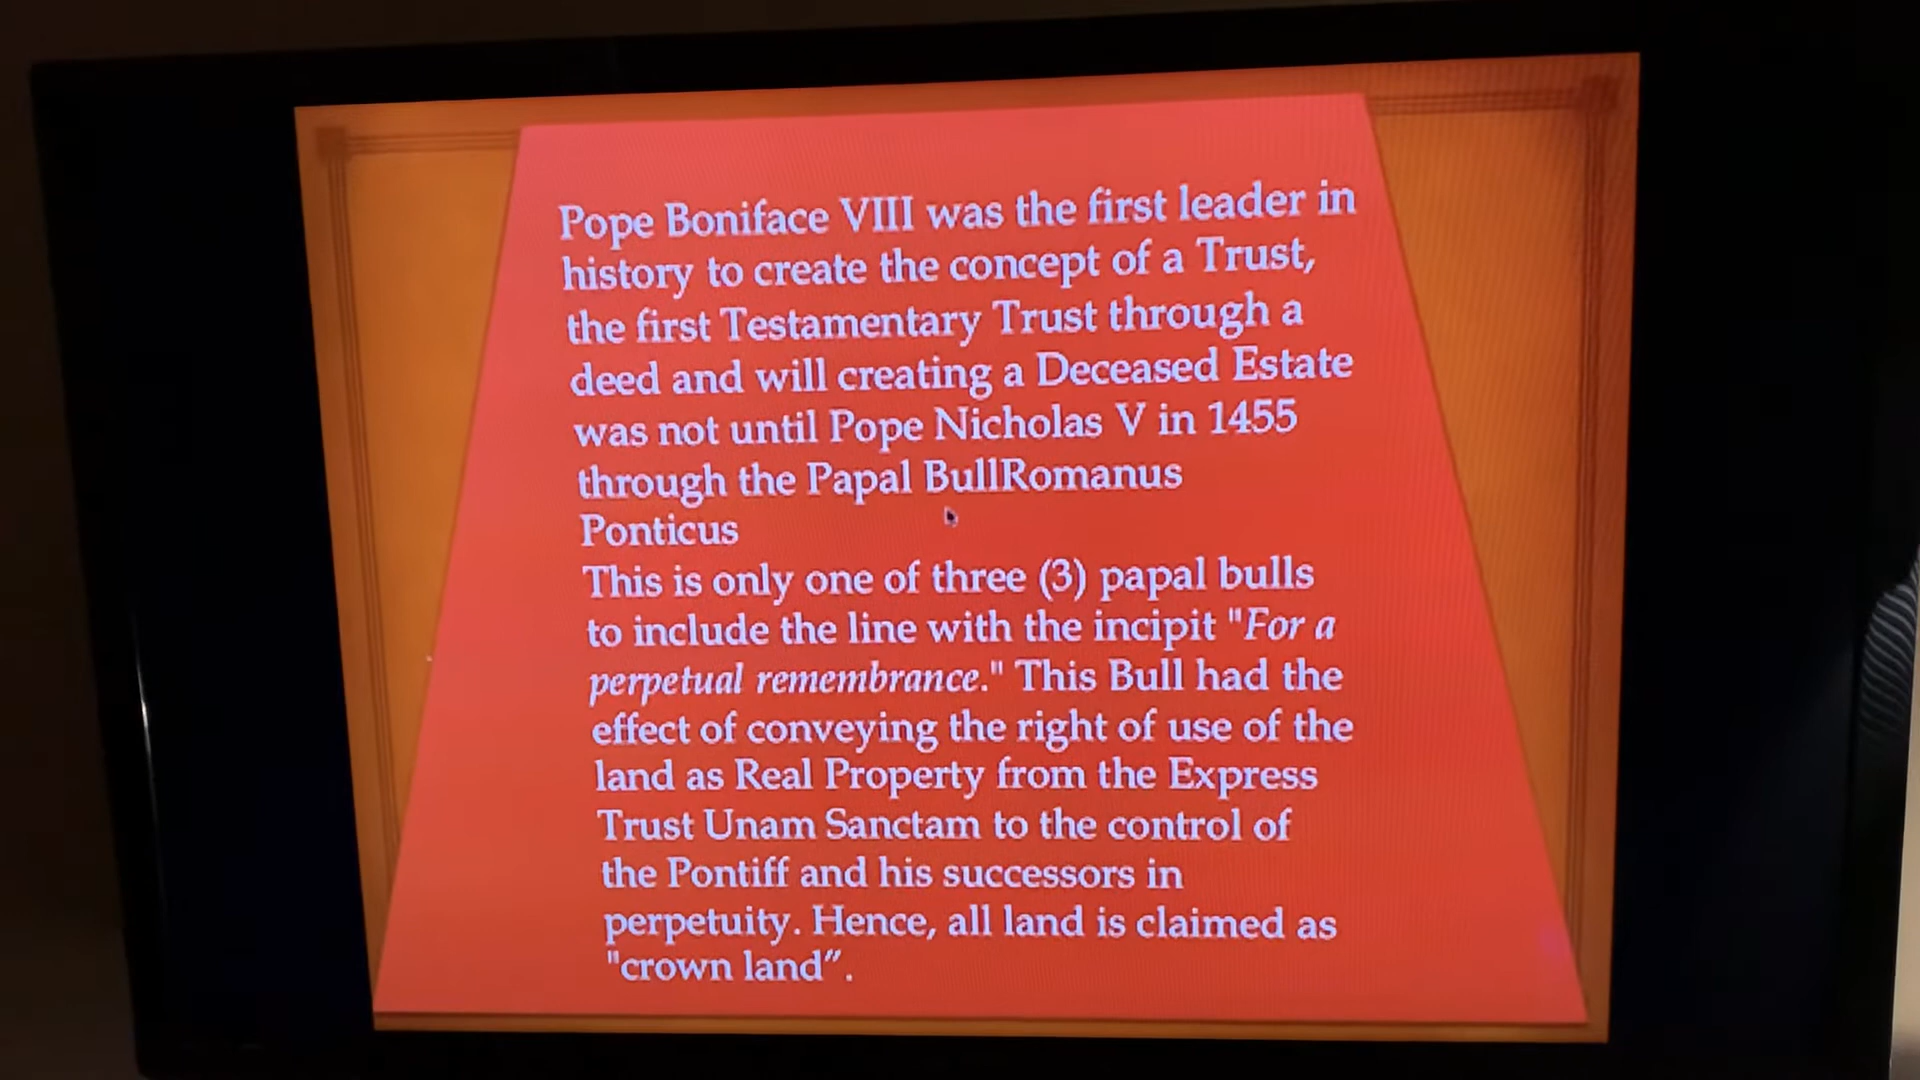 Pope Boniface VIII was the first leader in
history to create the concept of a Trust,
the first Testamentary Trust through a
deed and will creating a Deceased Estate
was not until Pope Nicholas V in 1455
through the Papal BullRomanus
Ponticus
This is only one of three (3) papal bulls
to include the line with the incipit "For a
perpetual remembrance." This Bull had the
effect of conveying the right of use of the
land as Real Property from the Express
Trust Unam Sanctam to the control of
the Pontiff and his successors in
perpetuity. Hence, all land is claimed as
"crown land”.